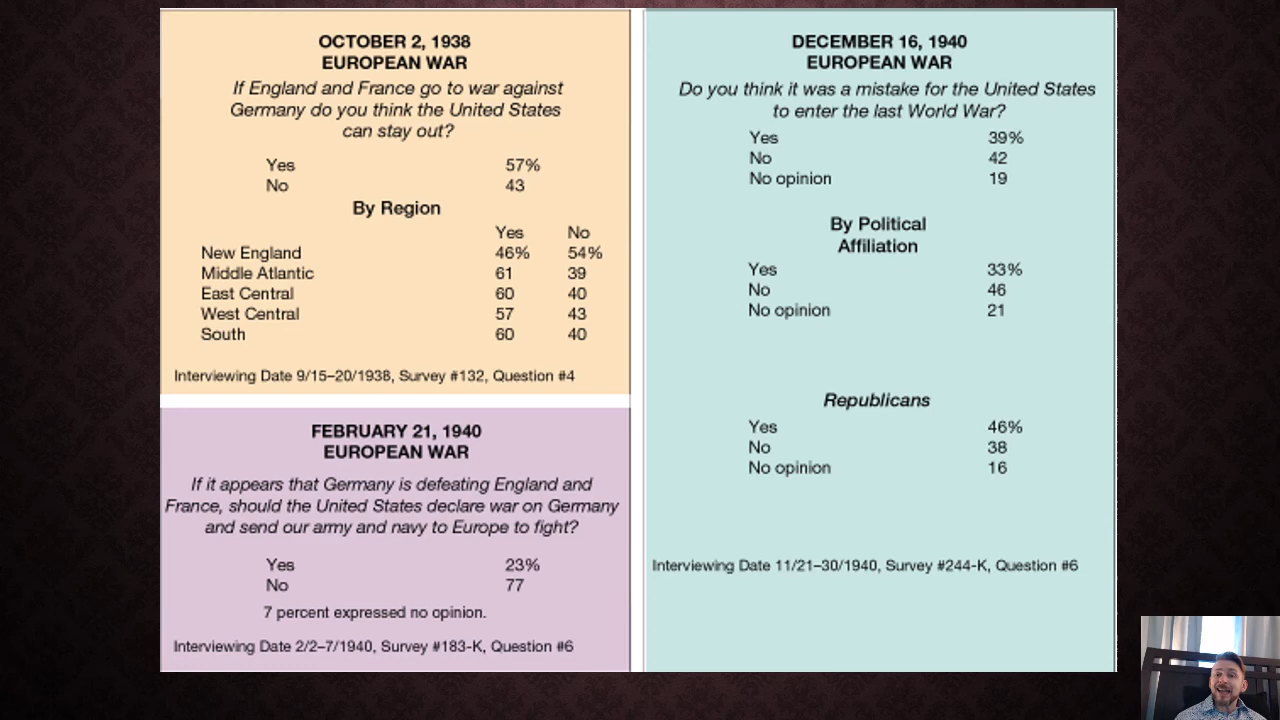 OCTOBER 2, 1938
EUROPEAN WAR
If England and France go to war against
Germany do you think the United States
can stay out?
Yes 57%
No 43
By Region
Yes No
New England 46% 54%
Middle Atlantic 61 39
East Central 60 40
West Central 57 43
South 60 40
Interviewing Date 9/15–20/1938, Survey #132, Question #4
FEBRUARY 21, 1940
EUROPEAN WAR
If it appears that Germany is defeating England and
France, should the United States declare war on Germany
and send our army and navy to Europe to fight?
Yes 23%
No 77
7 percent expressed no opinion.
Interviewing Date 2/2–7/1940, Survey #183-K, Question #6
DECEMBER 16, 1940
EUROPEAN WAR
Do you think it was a mistake for the United States
to enter the last World War?
Yes 39%
No 42
No opinion 19
By Political
Affiliation
Yes 33%
No 46
No opinion 21
Republicans
Yes 46%
No 38
No opinion 16
Interviewing Date 11/21–30/1940, Survey #244-K, Question #6